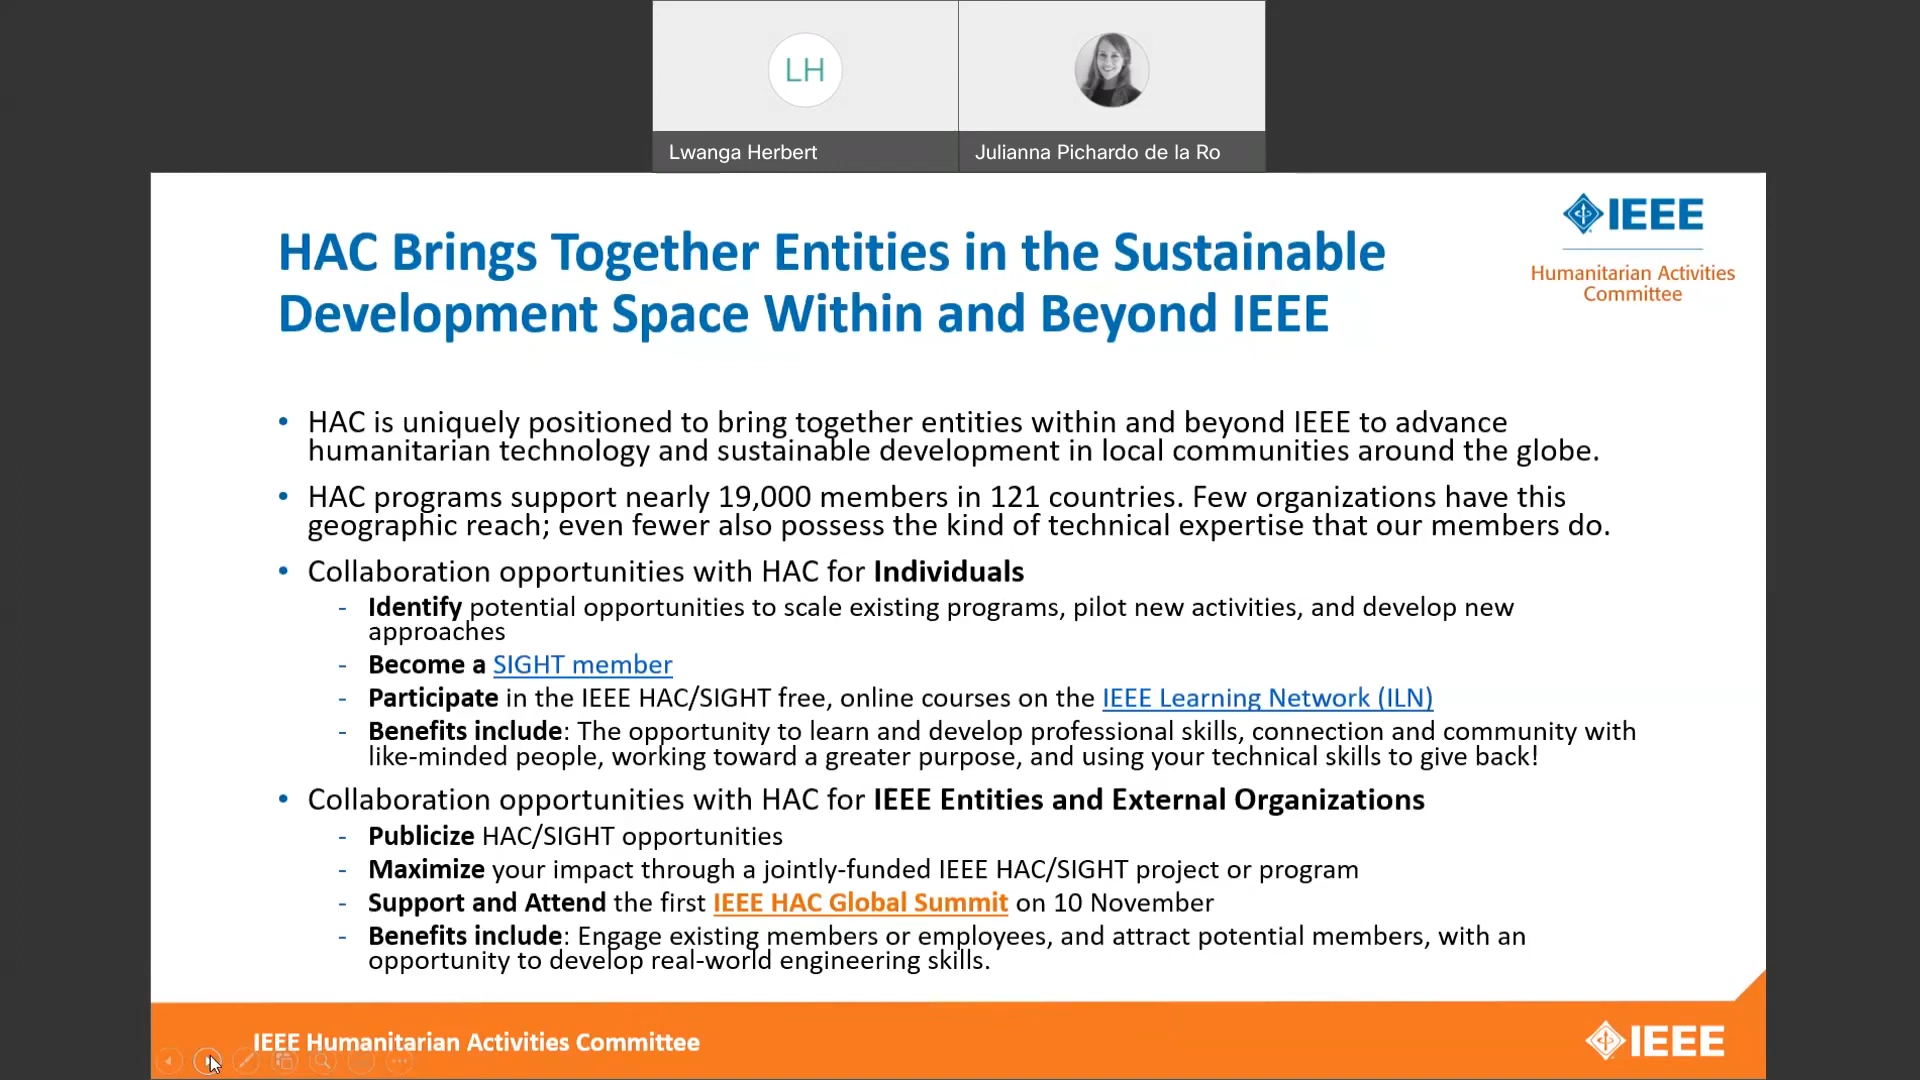 LH
Lwanga Herbert
Julianna Pichardo de la Ro
IEEE
Humanitarian Activities
Committee
HAC Brings Together Entities in the Sustainable
Development Space Within and Beyond IEEE
• HAC is uniquely positioned to bring together entities within and beyond IEEE to advance
humanitarian technology and sustainable development in local communities around the globe.
• HAC programs support nearly 19,000 members in 121 countries. Few organizations have this
geographic reach; even fewer also possess the kind of technical expertise that our members do.
• Collaboration opportunities with HAC for Individuals
- Identify potential opportunities to scale existing programs, pilot new activities, and develop new
approaches
- Become a SIGHT member
- Participate in the IEEE HAC/SIGHT free, online courses on the IEEE Learning Network (ILN)
- Benefits include: The opportunity to learn and develop professional skills, connection and community with
like-minded people, working toward a greater purpose, and using your technical skills to give back!
• Collaboration opportunities with HAC for IEEE Entities and External Organizations
- Publicize HAC/SIGHT opportunities
- Maximize your impact through a jointly-funded IEEE HAC/SIGHT project or program
- Support and Attend the first IEEE HAC Global Summit on 10 November
- Benefits include: Engage existing members or employees, and attract potential members, with an
opportunity to develop real-world engineering skills.
IEEE Humanitarian Activities Committee
IEEE